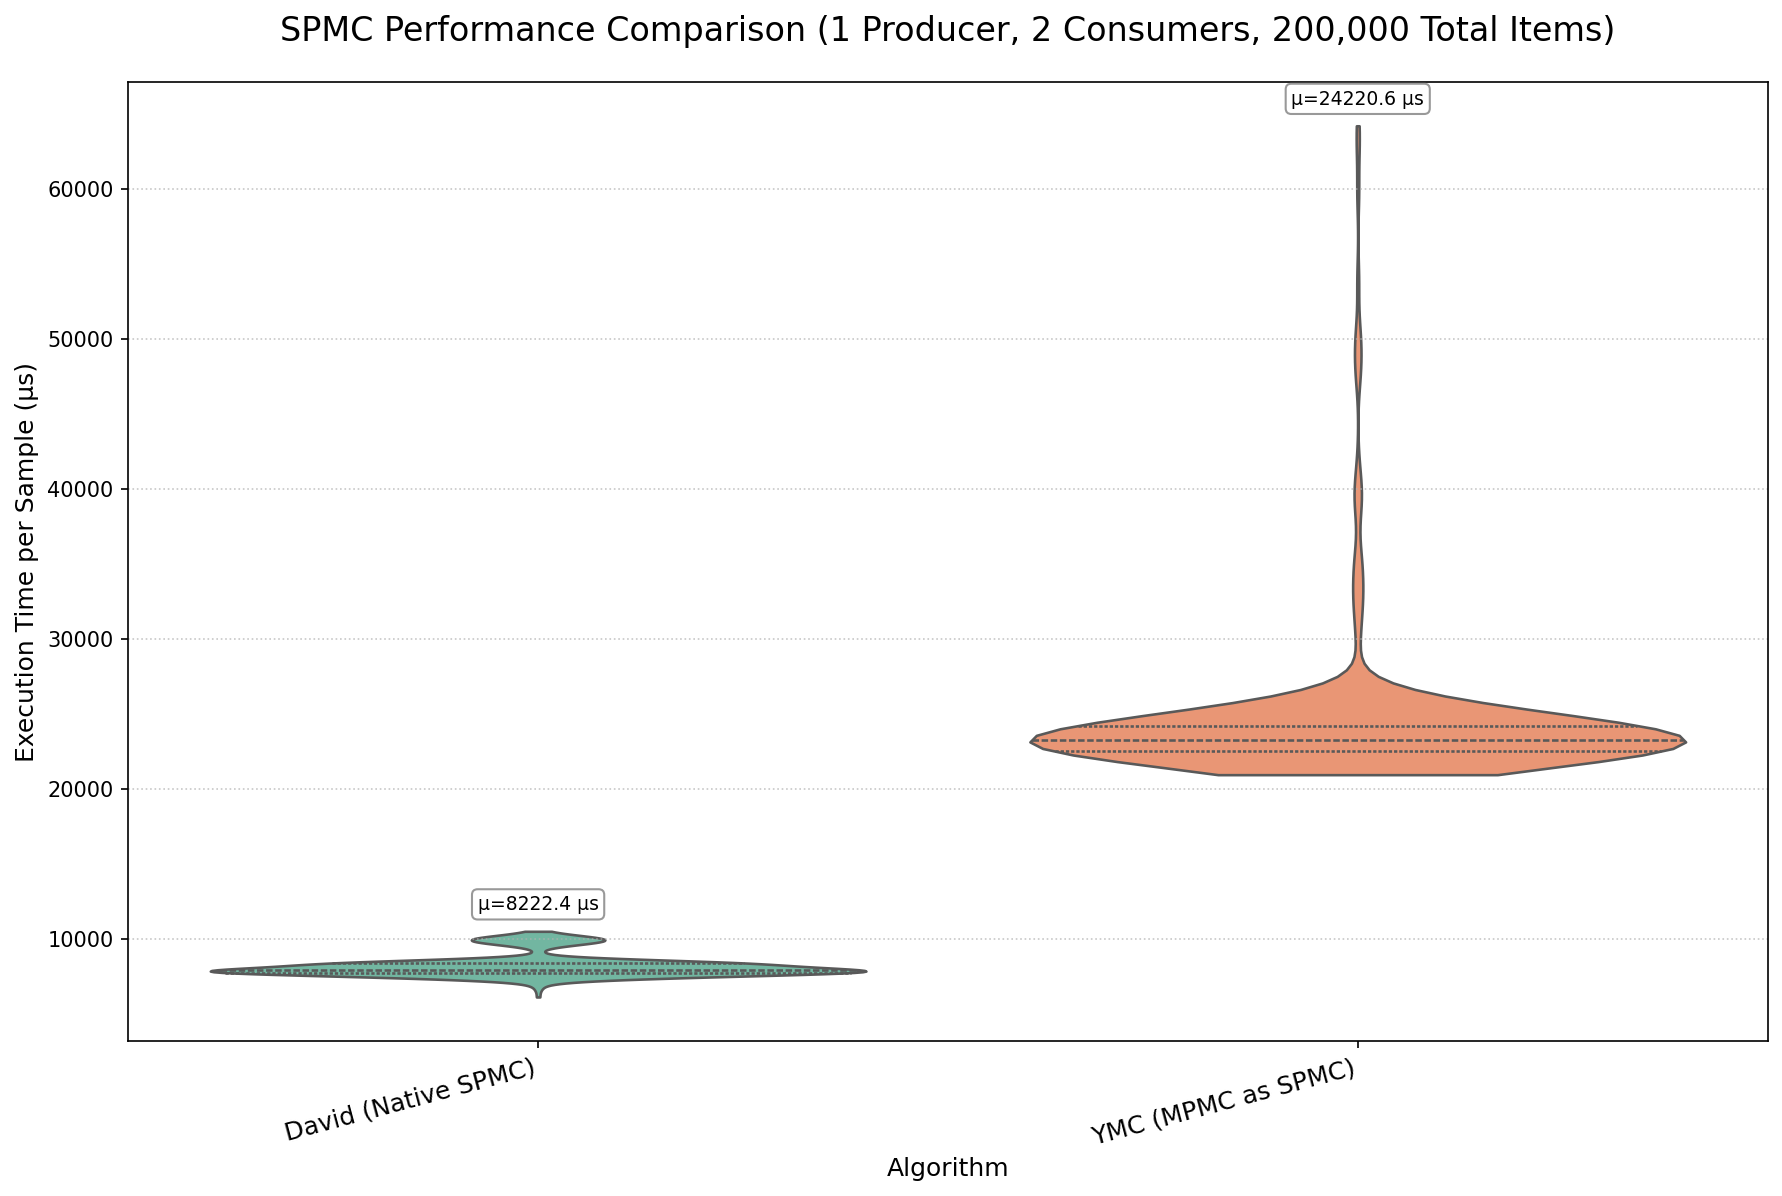 SPMC Performance Comparison (1 Producer, 2 Consumers, 200,000 Total Items)
μ=24220.6 μs
60000
50000
40000
30000
20000
10000
Execution Time per Sample (μs)
μ=8222.4 μs
David (Native SPMC)
YMC (MPMC as SPMC)
Algorithm